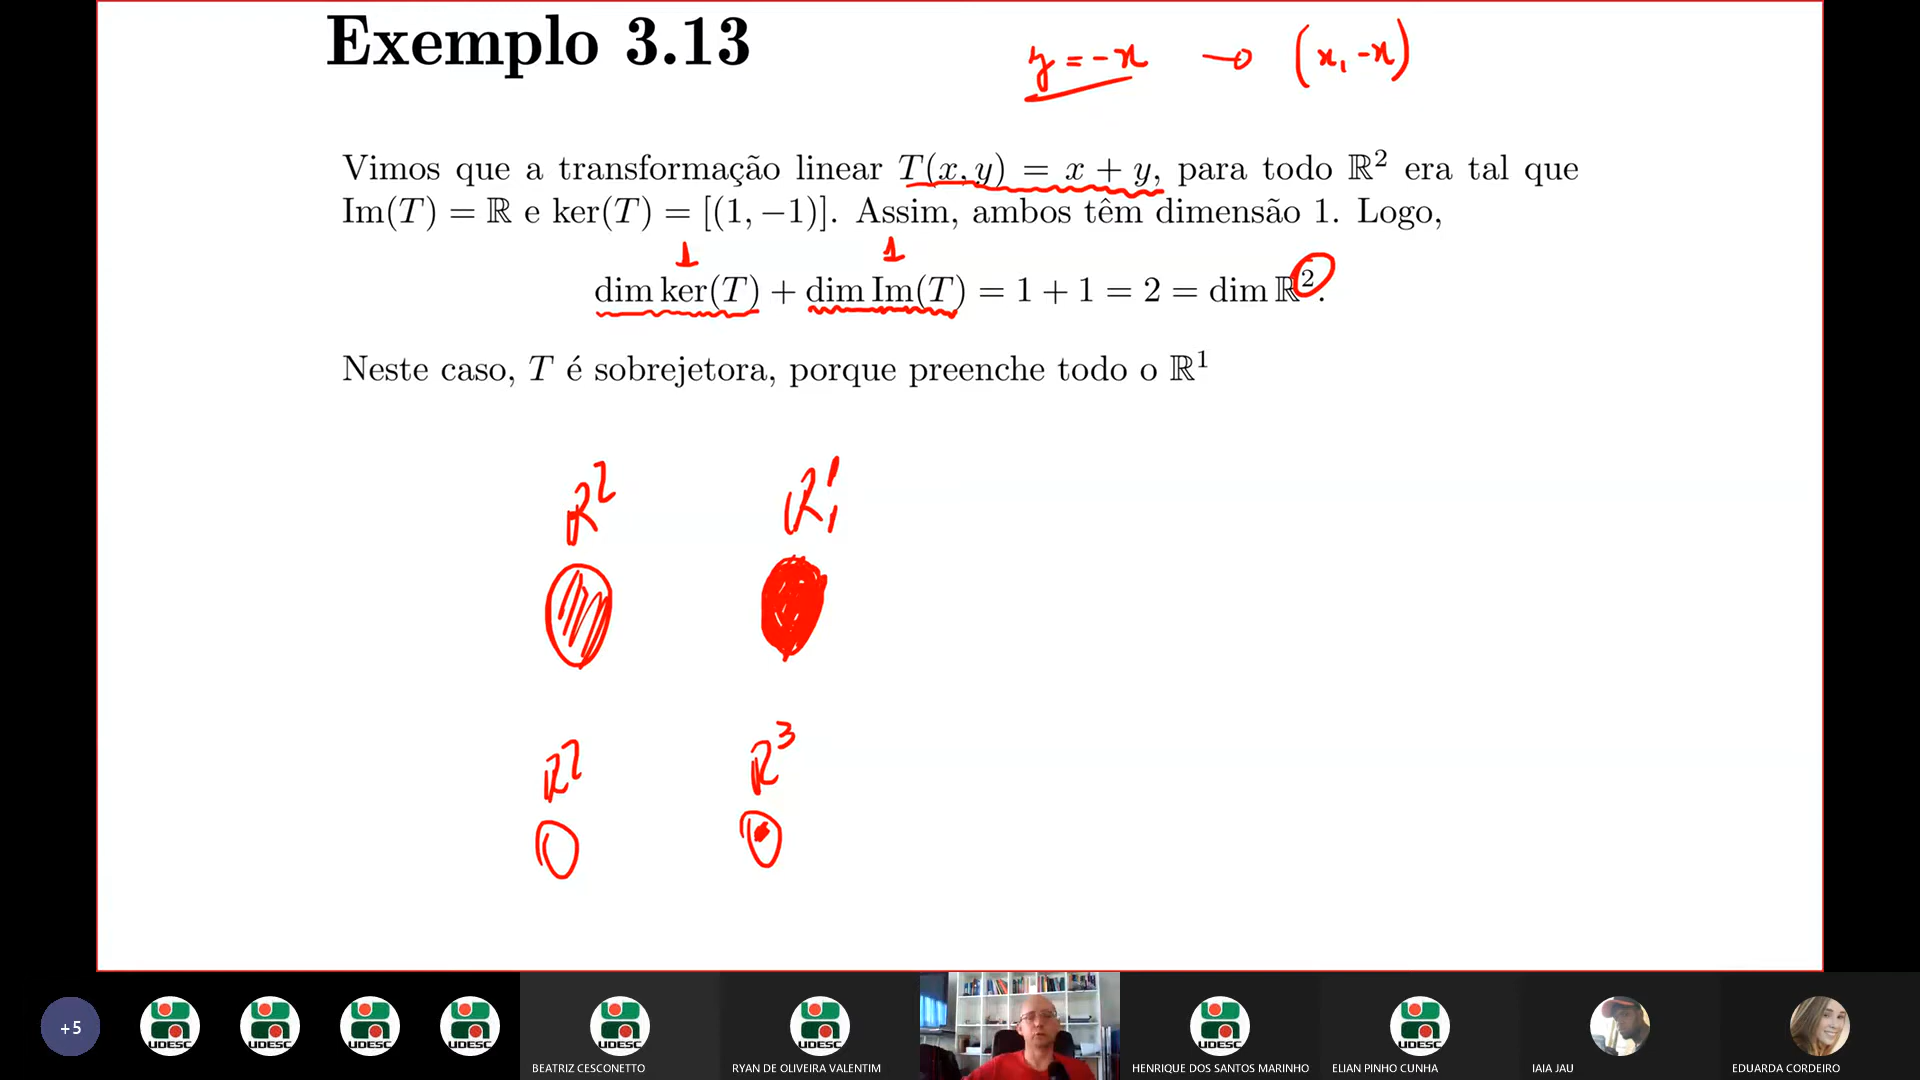 Exemplo 3.13
y = -x → (x, -x)
Vimos que a transformação linear T(x, y) = x + y, para todo ℝ² era tal que
Im(T) = ℝ e ker(T) = [(1, −1)]. Assim, ambos têm dimensão 1. Logo,
1 1
dim ker(T) + dim Im(T) = 1 + 1 = 2 = dim ℝ².
Neste caso, T é sobrejetora, porque preenche todo o ℝ¹
R² R¹
R² R³
+5
UDESC
UDESC
UDESC
UDESC
UDESC
UDESC
UDESC
UDESC
BEATRIZ CESCONETTO
RYAN DE OLIVEIRA VALENTIM
HENRIQUE DOS SANTOS MARINHO
ELIAN PINHO CUNHA
IAIA JAU
EDUARDA CORDEIRO